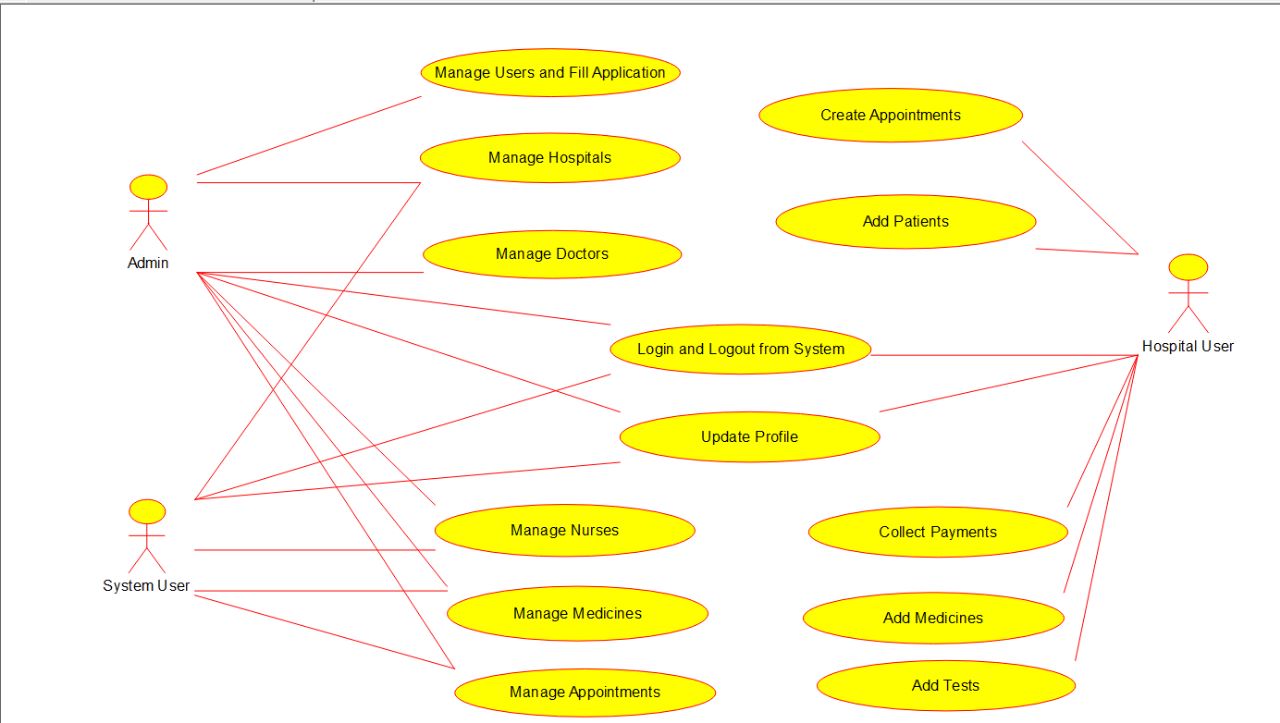 Manage Users and Fill Application
Create Appointments
Manage Hospitals
Add Patients
Manage Doctors
Admin
Login and Logout from System
Hospital User
Update Profile
Manage Nurses
Collect Payments
System User
Manage Medicines
Add Medicines
Manage Appointments
Add Tests